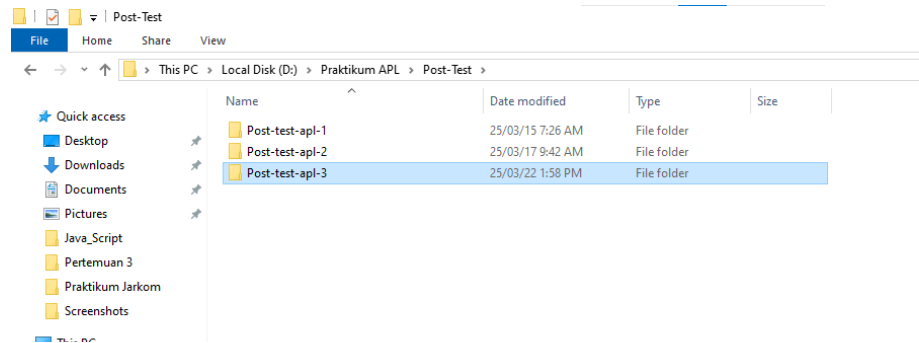 Post-Test
File Home Share View
This PC > Local Disk (D:) > Praktikum APL > Post-Test >
Name Date modified Type Size
Quick access
Desktop
Downloads
Documents
Pictures
Java_Script
Pertemuan 3
Praktikum Jarkom
Screenshots
This PC
Post-test-apl-1 25/03/15 7:26 AM File folder
Post-test-apl-2 25/03/17 9:42 AM File folder
Post-test-apl-3 25/03/22 1:58 PM File folder